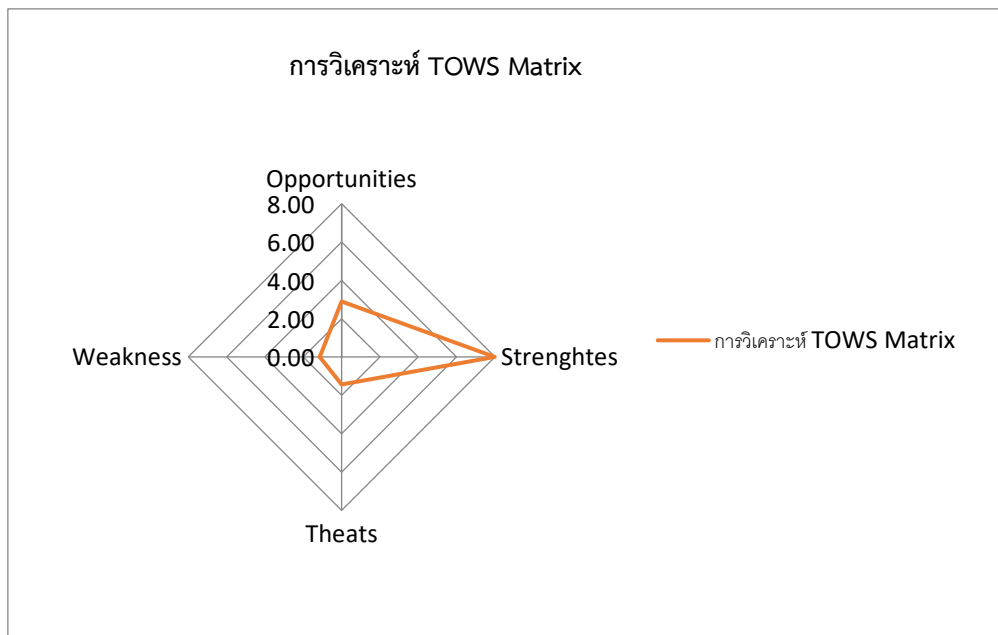 การวิเคราะห์ TOWS Matrix
Opportunities
8.00
6.00
4.00
2.00
0.00
Weakness
Strenghtes
Theats
การวิเคราะห์ TOWS Matrix